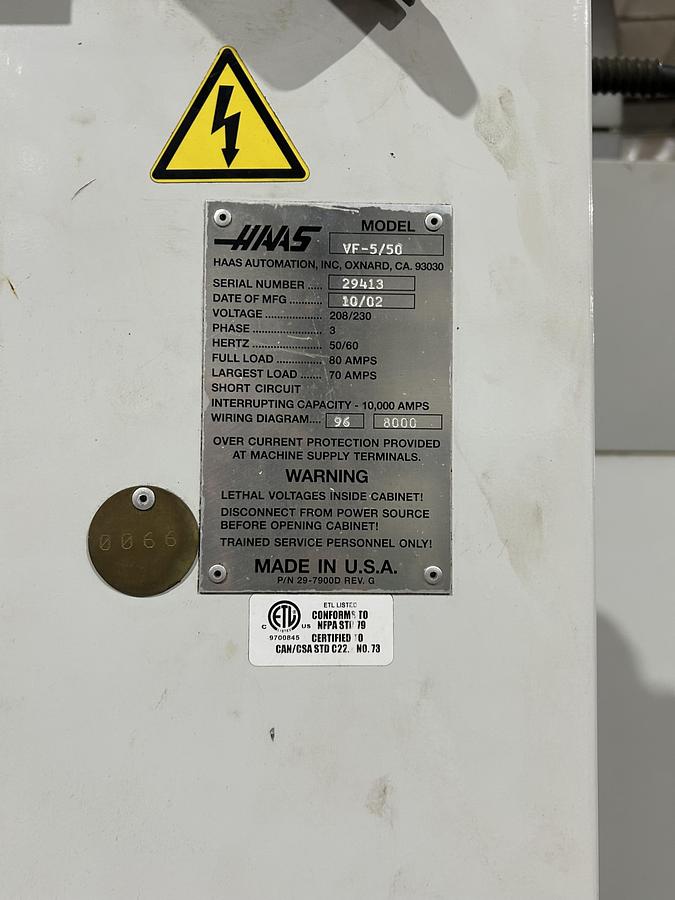 HAAS
MODEL VF-5/50
HAAS AUTOMATION, INC, OXNARD, CA. 93030
SERIAL NUMBER ..... 29413
DATE OF MFG .......... 10/02
VOLTAGE ................... 208/230
PHASE ....................... 3
HERTZ ....................... 50/60
FULL LOAD ............... 80 AMPS
LARGEST LOAD ....... 70 AMPS
SHORT CIRCUIT
INTERRUPTING CAPACITY - 10,000 AMPS
WIRING DIAGRAM.... 96 8000
OVER CURRENT PROTECTION PROVIDED
AT MACHINE SUPPLY TERMINALS.
WARNING
LETHAL VOLTAGES INSIDE CABINET!
DISCONNECT FROM POWER SOURCE
BEFORE OPENING CABINET!
TRAINED SERVICE PERSONNEL ONLY!
MADE IN U.S.A.
P/N 29-7900D REV. G
0066
ETL LISTED
CONFORMS TO
NFPA STD 79
CERTIFIED TO
CAN/CSA STD C22. NO. 73
C ETL US
9700845